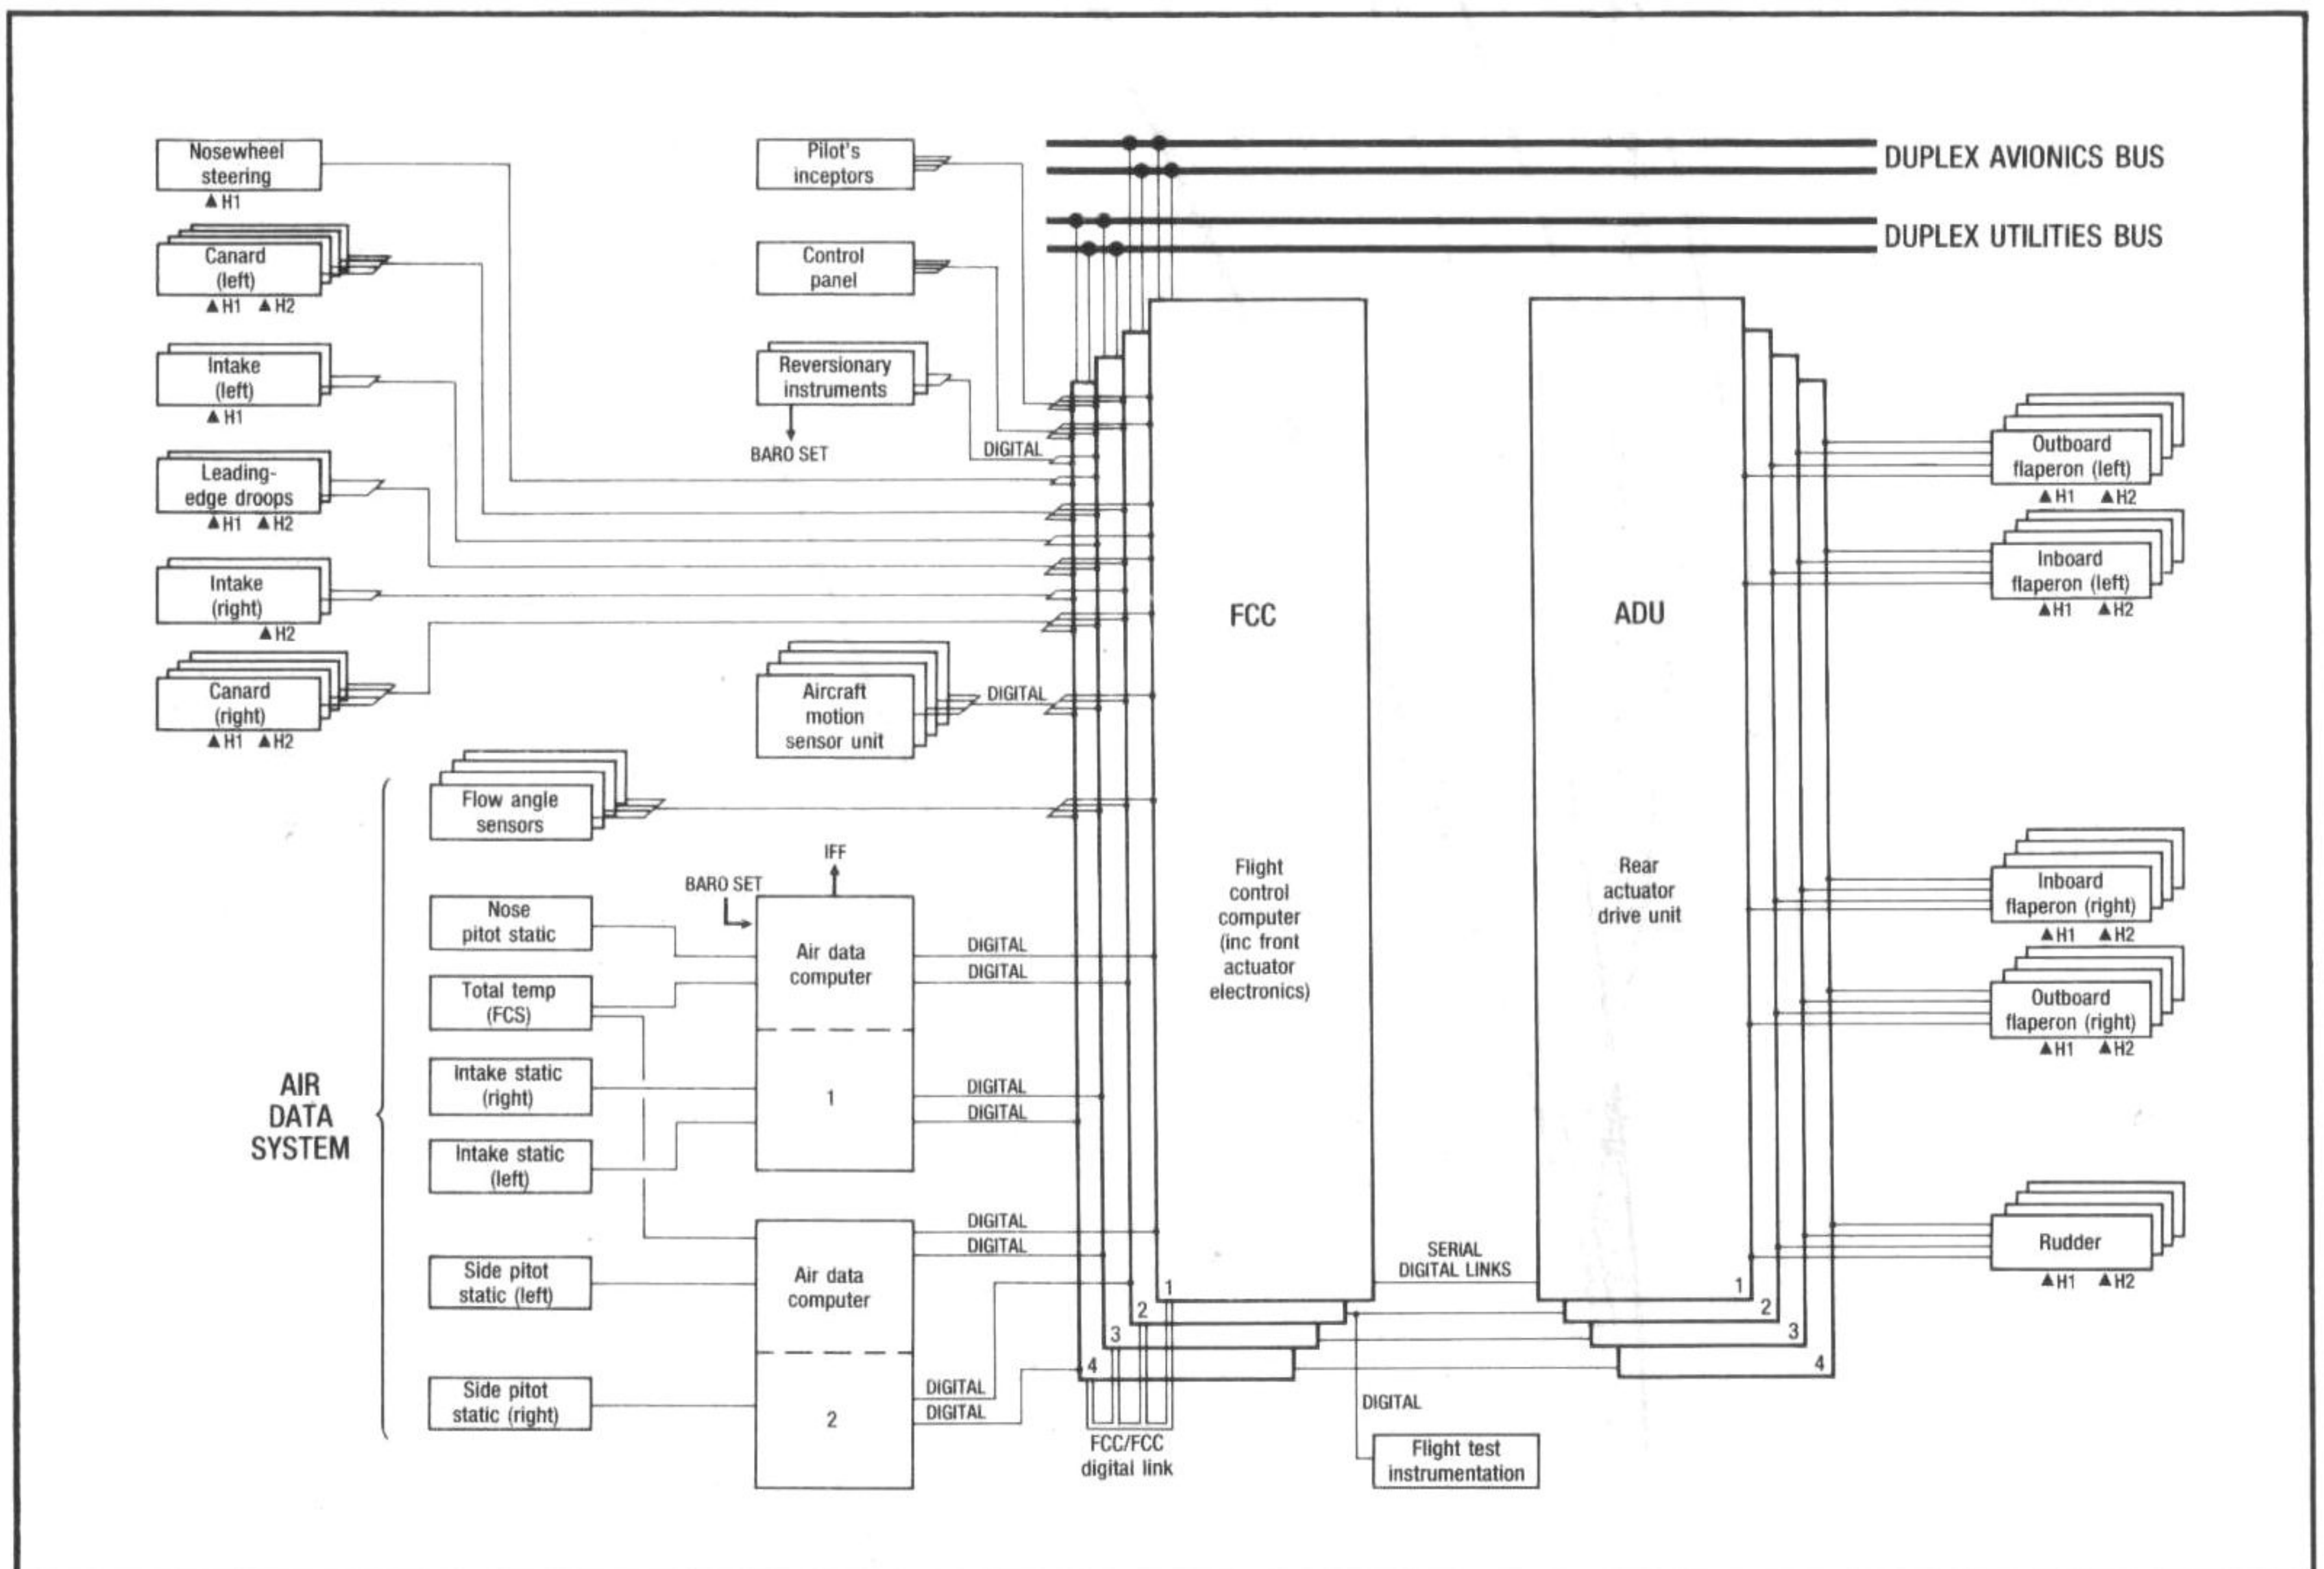 Nosewheel
steering
▲H1
Canard
(left)
▲H1 ▲H2
Intake
(left)
▲H1
Leading-
edge droops
▲H1 ▲H2
Intake
(right)
▲H2
Canard
(right)
▲H1 ▲H2
Pilot's
inceptors
Control
panel
Reversionary
instruments
BARO SET
DIGITAL
Aircraft
motion
sensor unit
DIGITAL
DUPLEX AVIONICS BUS
DUPLEX UTILITIES BUS
AIR
DATA
SYSTEM
Flow angle
sensors
Nose
pitot static
Total temp
(FCS)
Intake static
(right)
Intake static
(left)
Side pitot
static (left)
Side pitot
static (right)
IFF
BARO SET
Air data
computer
1
DIGITAL
DIGITAL
DIGITAL
DIGITAL
Air data
computer
2
DIGITAL
DIGITAL
DIGITAL
DIGITAL
FCC
Flight
control
computer
(inc front
actuator
electronics)
1
2
3
4
FCC/FCC
digital link
SERIAL
DIGITAL LINKS
DIGITAL
Flight test
instrumentation
ADU
Rear
actuator
drive unit
1
2
3
4
Outboard
flaperon (left)
▲H1 ▲H2
Inboard
flaperon (left)
▲H1 ▲H2
Inboard
flaperon (right)
▲H1 ▲H2
Outboard
flaperon (right)
▲H1 ▲H2
Rudder
▲H1 ▲H2